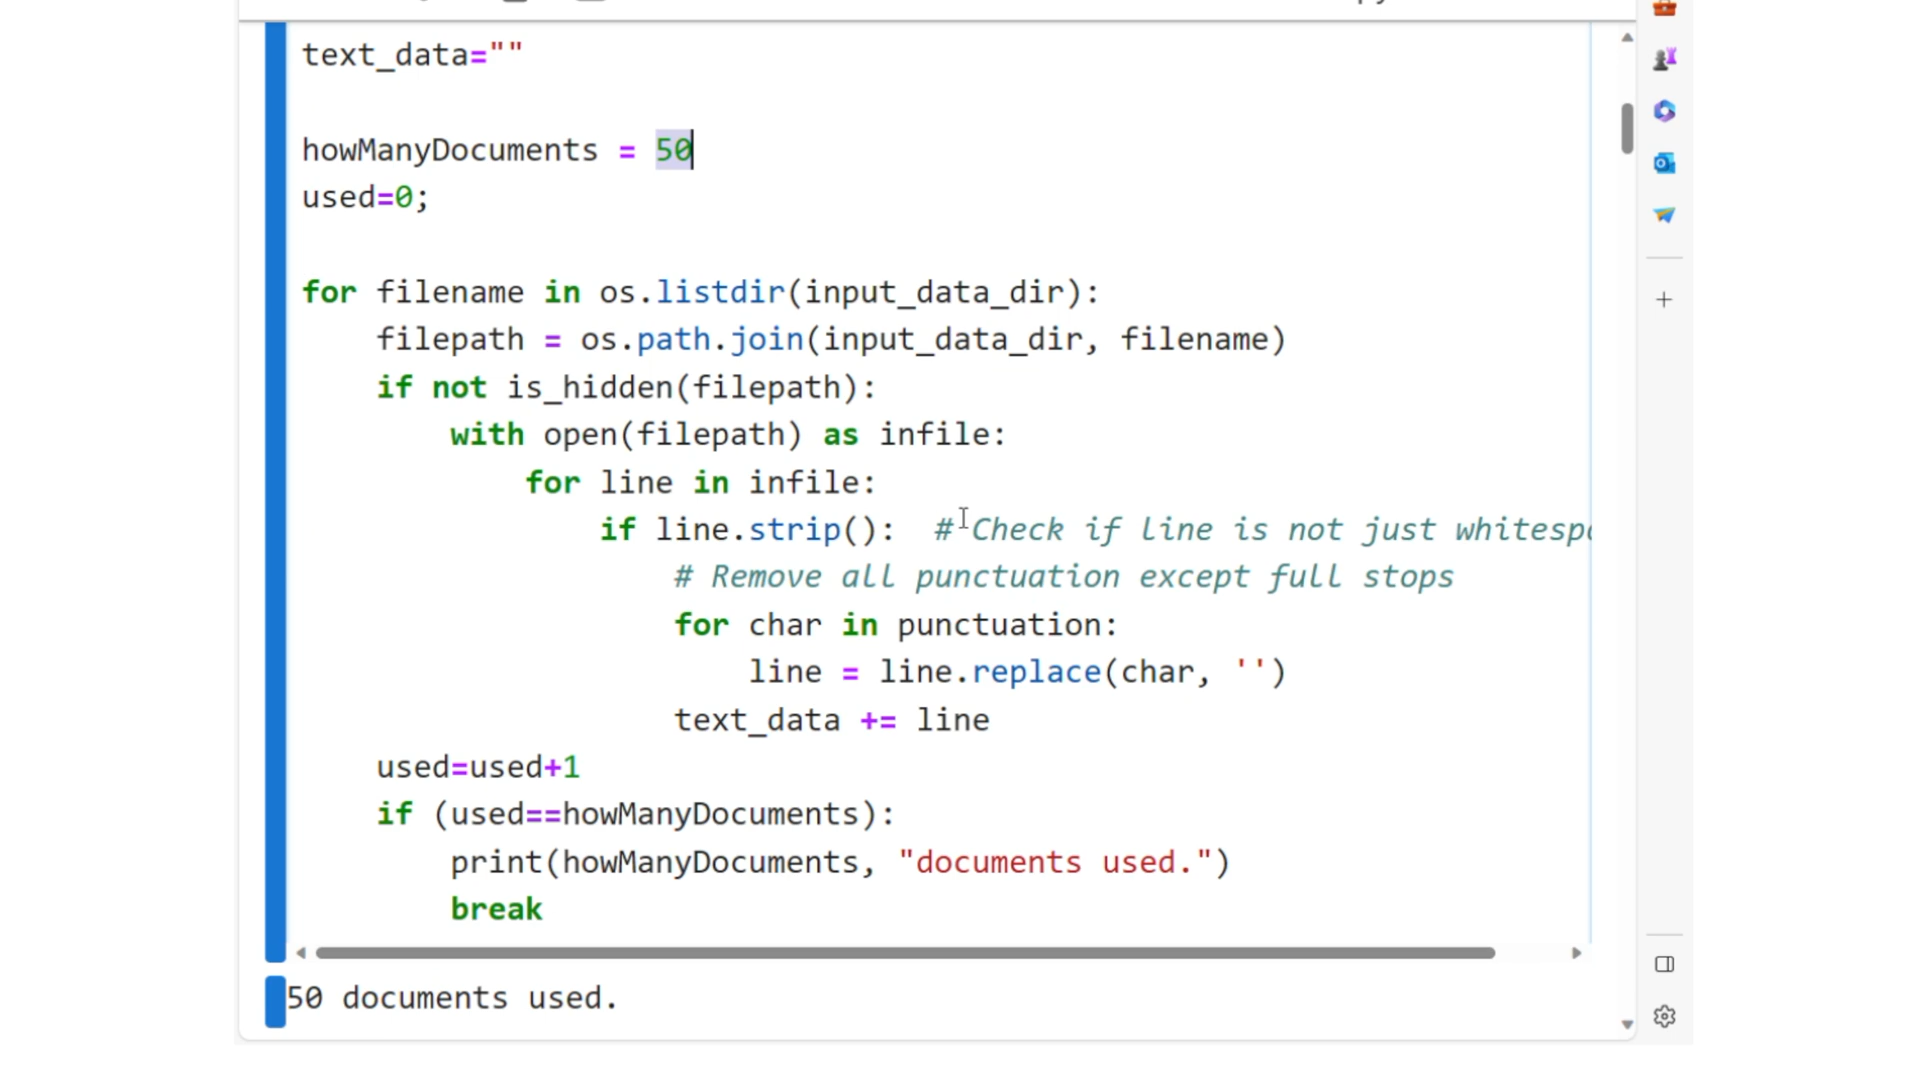 text_data=""
howManyDocuments = 50
used=0;
for filename in os.listdir(input_data_dir):
    filepath = os.path.join(input_data_dir, filename)
    if not is_hidden(filepath):
        with open(filepath) as infile:
            for line in infile:
                if line.strip():  # Check if line is not just
                    # Remove all punctuation except full stops
                    for char in punctuation:
                        line = line.replace(char, '')
                    text_data += line
    used=used+1
    if (used==howManyDocuments):
        print(howManyDocuments, "documents used.")
        break
50 documents used.